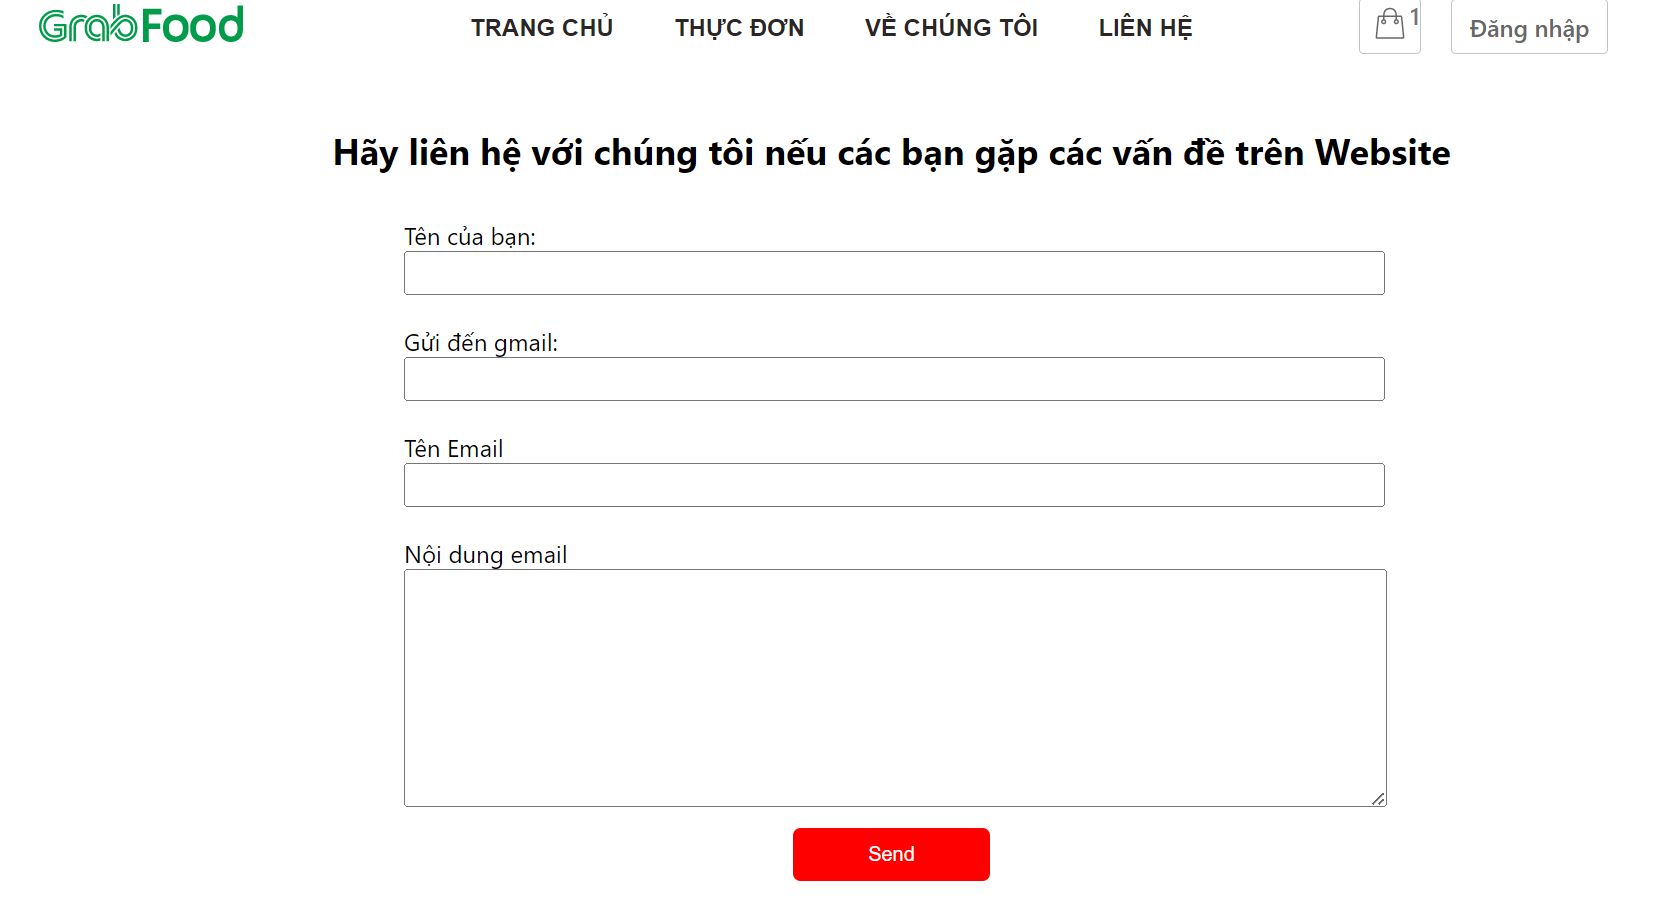 GrabFood
TRANG CHỦ THỰC ĐƠN VỀ CHÚNG TÔI LIÊN HỆ 1 Đăng nhập
Hãy liên hệ với chúng tôi nếu các bạn gặp các vấn đề trên Website
Tên của bạn:
Gửi đến gmail:
Tên Email
Nội dung email
Send